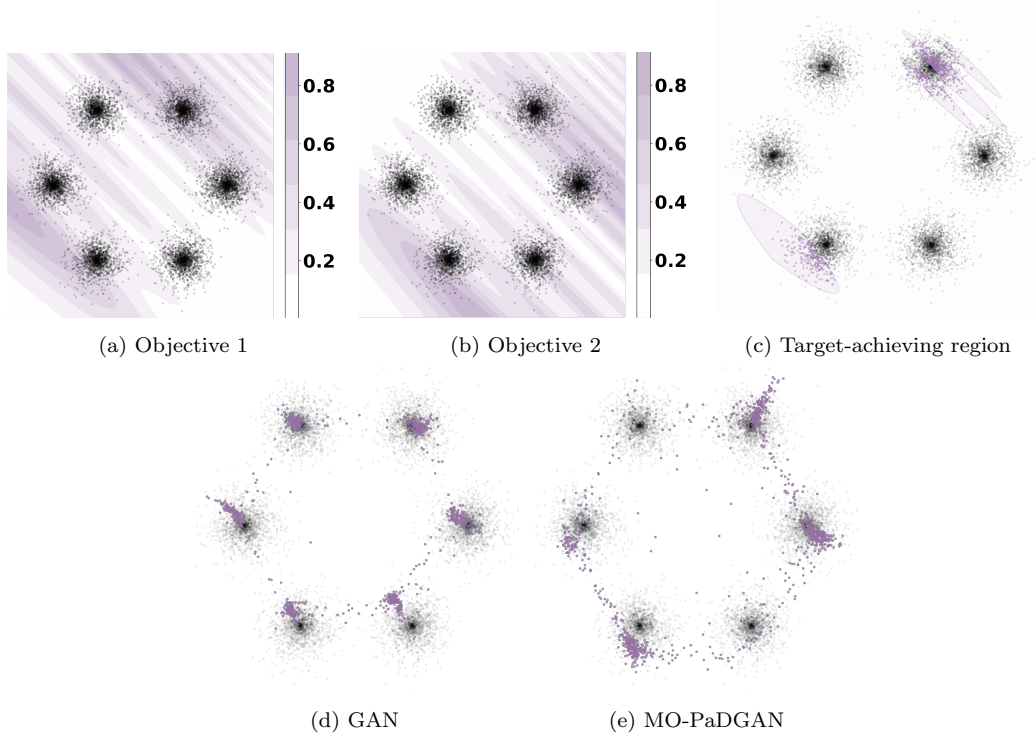 0.8
0.6
0.4
0.2
0.8
0.6
0.4
0.2
(a) Objective 1
(b) Objective 2
(c) Target-achieving region
(d) GAN
(e) MO-PaDGAN